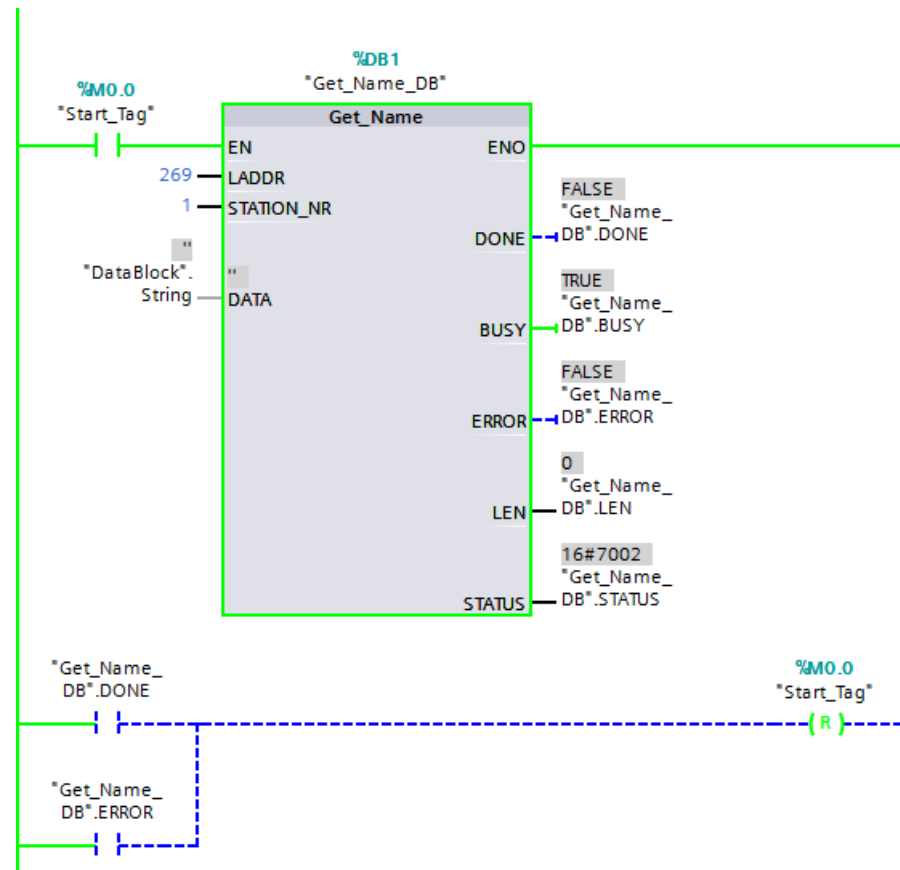 %DB1
"Get_Name_DB"
%M0.0
"Start_Tag"
Get_Name
EN ENO
269 LADDR
1 STATION_NR
FALSE
"Get_Name_
DONE DB".DONE
''
"DataBlock".
String
''
DATA
TRUE
"Get_Name_
BUSY DB".BUSY
FALSE
"Get_Name_
ERROR DB".ERROR
0
"Get_Name_
LEN DB".LEN
16#7002
"Get_Name_
STATUS DB".STATUS
"Get_Name_
DB".DONE
%M0.0
"Start_Tag"
R
"Get_Name_
DB".ERROR